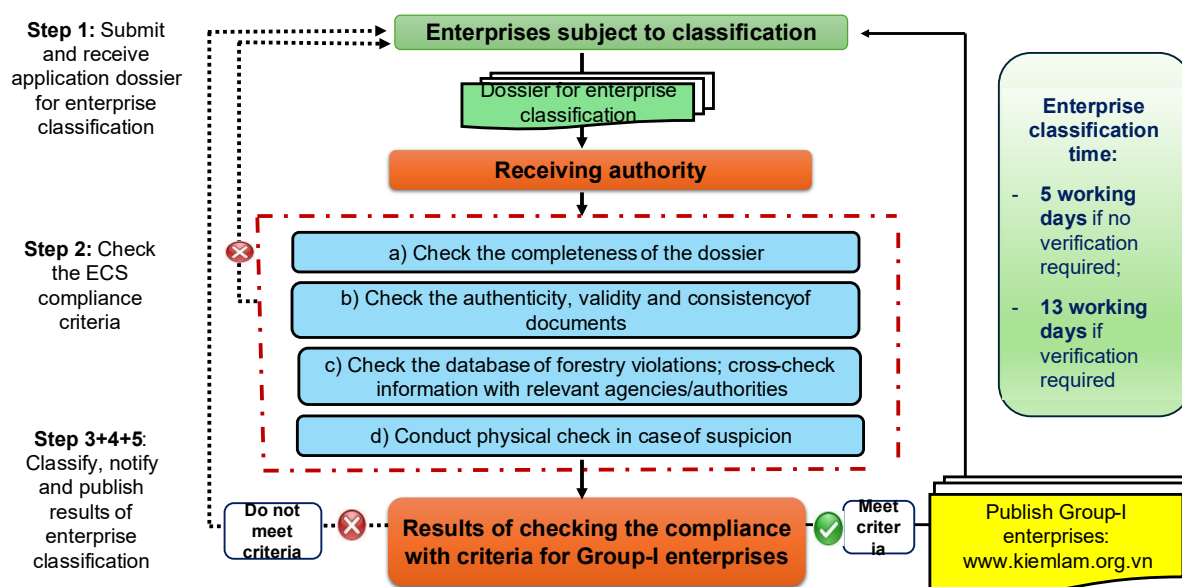 Step 1: Submit
and receive
application dossier
for enterprise
classification
Enterprises subject to classification
Dossier for enterprise
classification
Receiving authority
Step 2: Check
the ECS
compliance
criteria
a) Check the completeness of the dossier
b) Check the authenticity, validity and consistencyof
documents
c) Check the database of forestry violations; cross-check
information with relevant agencies/authorities
d) Conduct physical check in case of suspicion
Enterprise
classification
time:
- 5 working
days if no
verification
required;
- 13 working
days if
verification
required
Step 3+4+5:
Classify, notify
and publish
results of
enterprise
classification
Do not
meet
criteria
Results of checking the compliance
with criteria for Group-I enterprises
Meet
criter
ia
Publish Group-I
enterprises:
www.kiemlam.org.vn